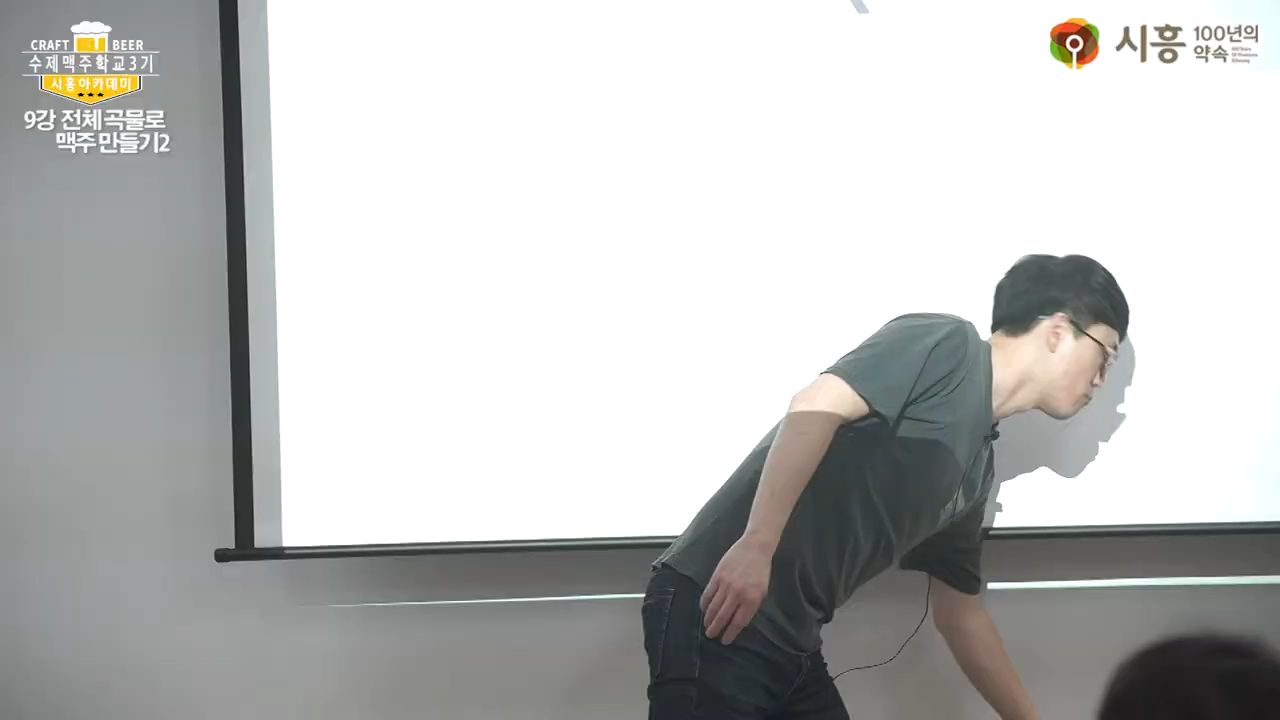 CRAFT BEER
수제맥주학교3기
시흥아카데미
9강 전체곡물로
맥주만들기2
시흥 100년의
약속